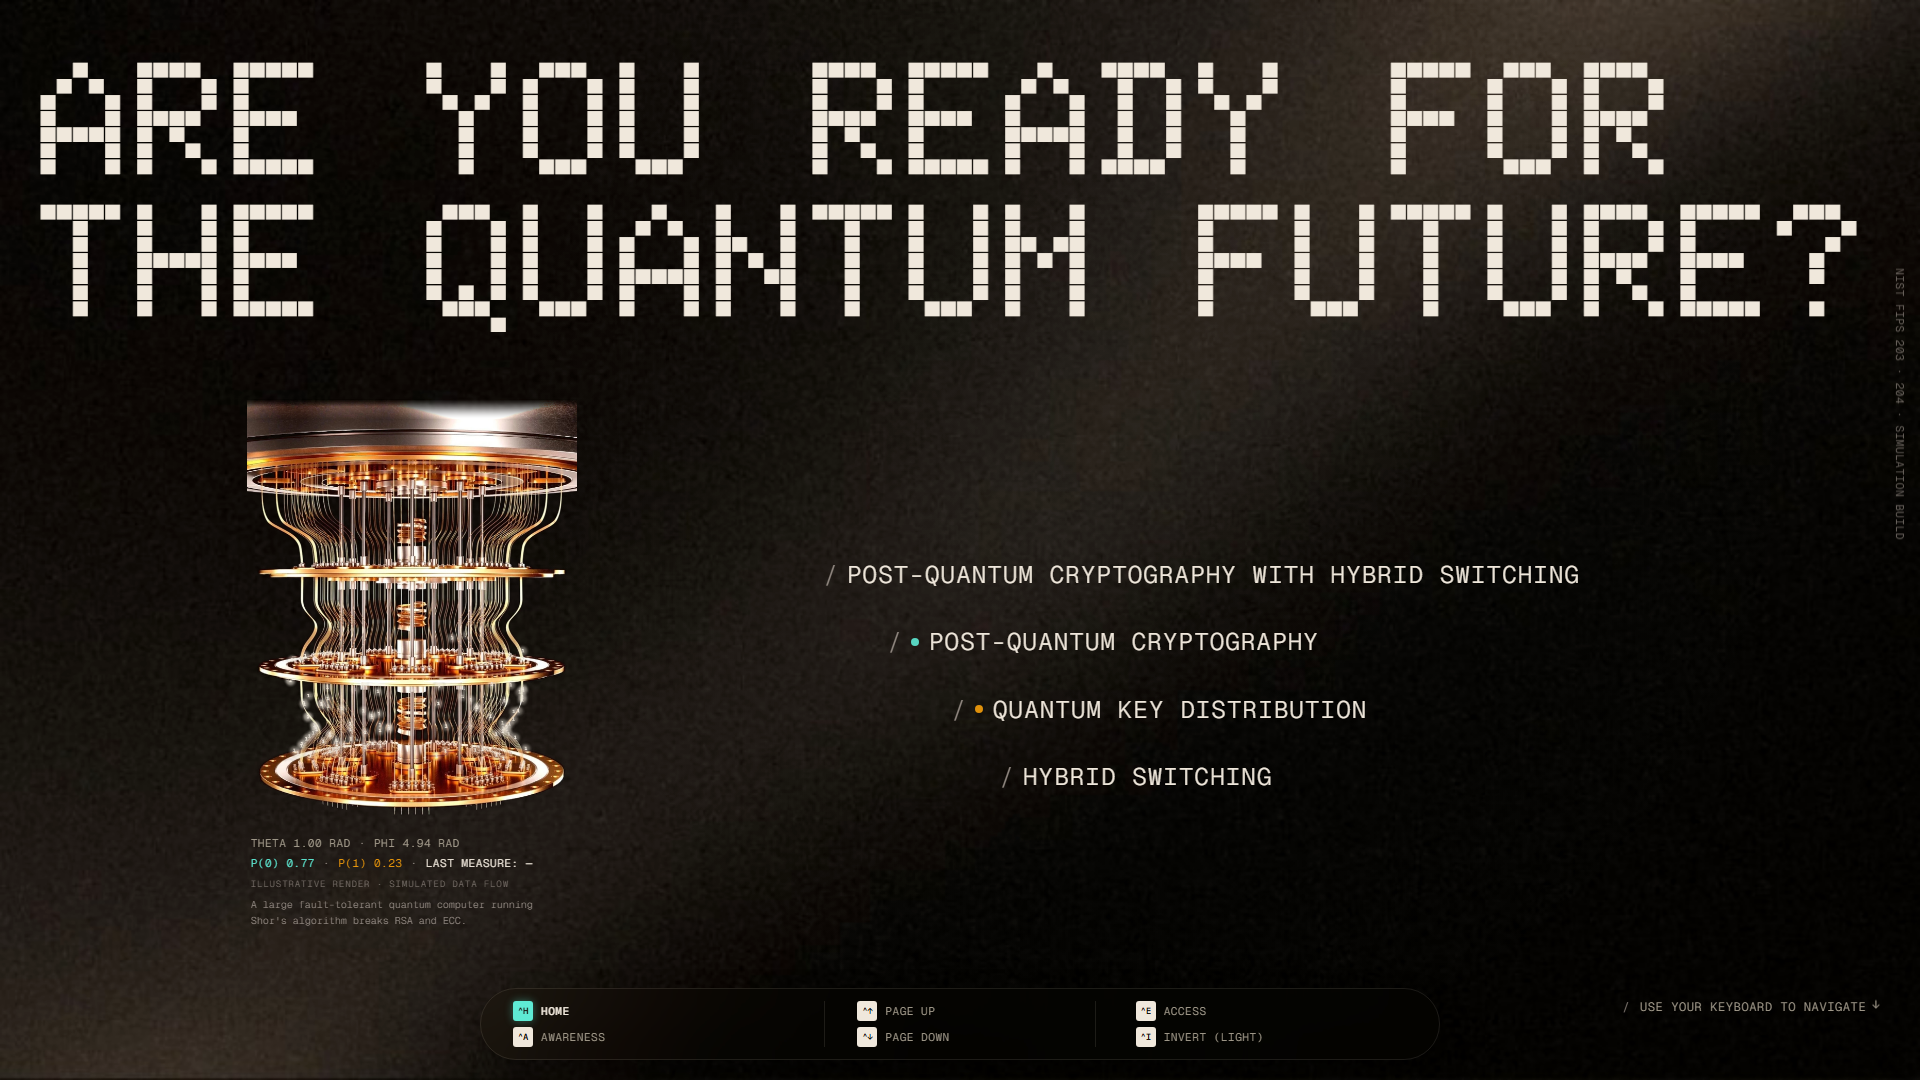 ARE YOU READY FOR
THE QUANTUM FUTURE?
NIST FIPS 203 · 204 · SIMULATION BUILD
/ POST-QUANTUM CRYPTOGRAPHY WITH HYBRID SWITCHING
/ • POST-QUANTUM CRYPTOGRAPHY
/ • QUANTUM KEY DISTRIBUTION
/ HYBRID SWITCHING
THETA 1.00 RAD · PHI 4.94 RAD
P(0) 0.77 · P(1) 0.23 · LAST MEASURE: —
ILLUSTRATIVE RENDER · SIMULATED DATA FLOW
A large fault-tolerant quantum computer running
Shor's algorithm breaks RSA and ECC.
^H HOME
^A AWARENESS
^↑ PAGE UP
^↓ PAGE DOWN
^E ACCESS
^I INVERT (LIGHT)
/ USE YOUR KEYBOARD TO NAVIGATE ↓